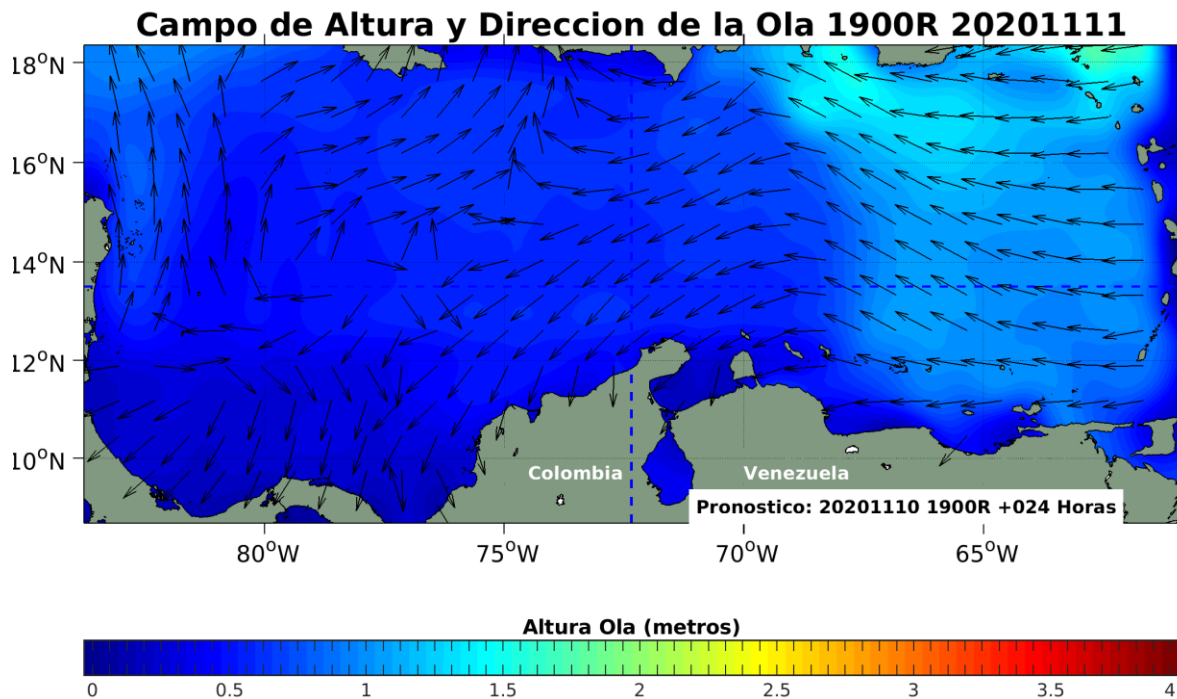 Campo de Altura y Direccion de la Ola 1900R 20201111
18°N
16°N
14°N
12°N
10°N
Colombia
Venezuela
Pronostico: 20201110 1900R +024 Horas
80°W 75°W 70°W 65°W
Altura Ola (metros)
0 0.5 1 1.5 2 2.5 3 3.5 4